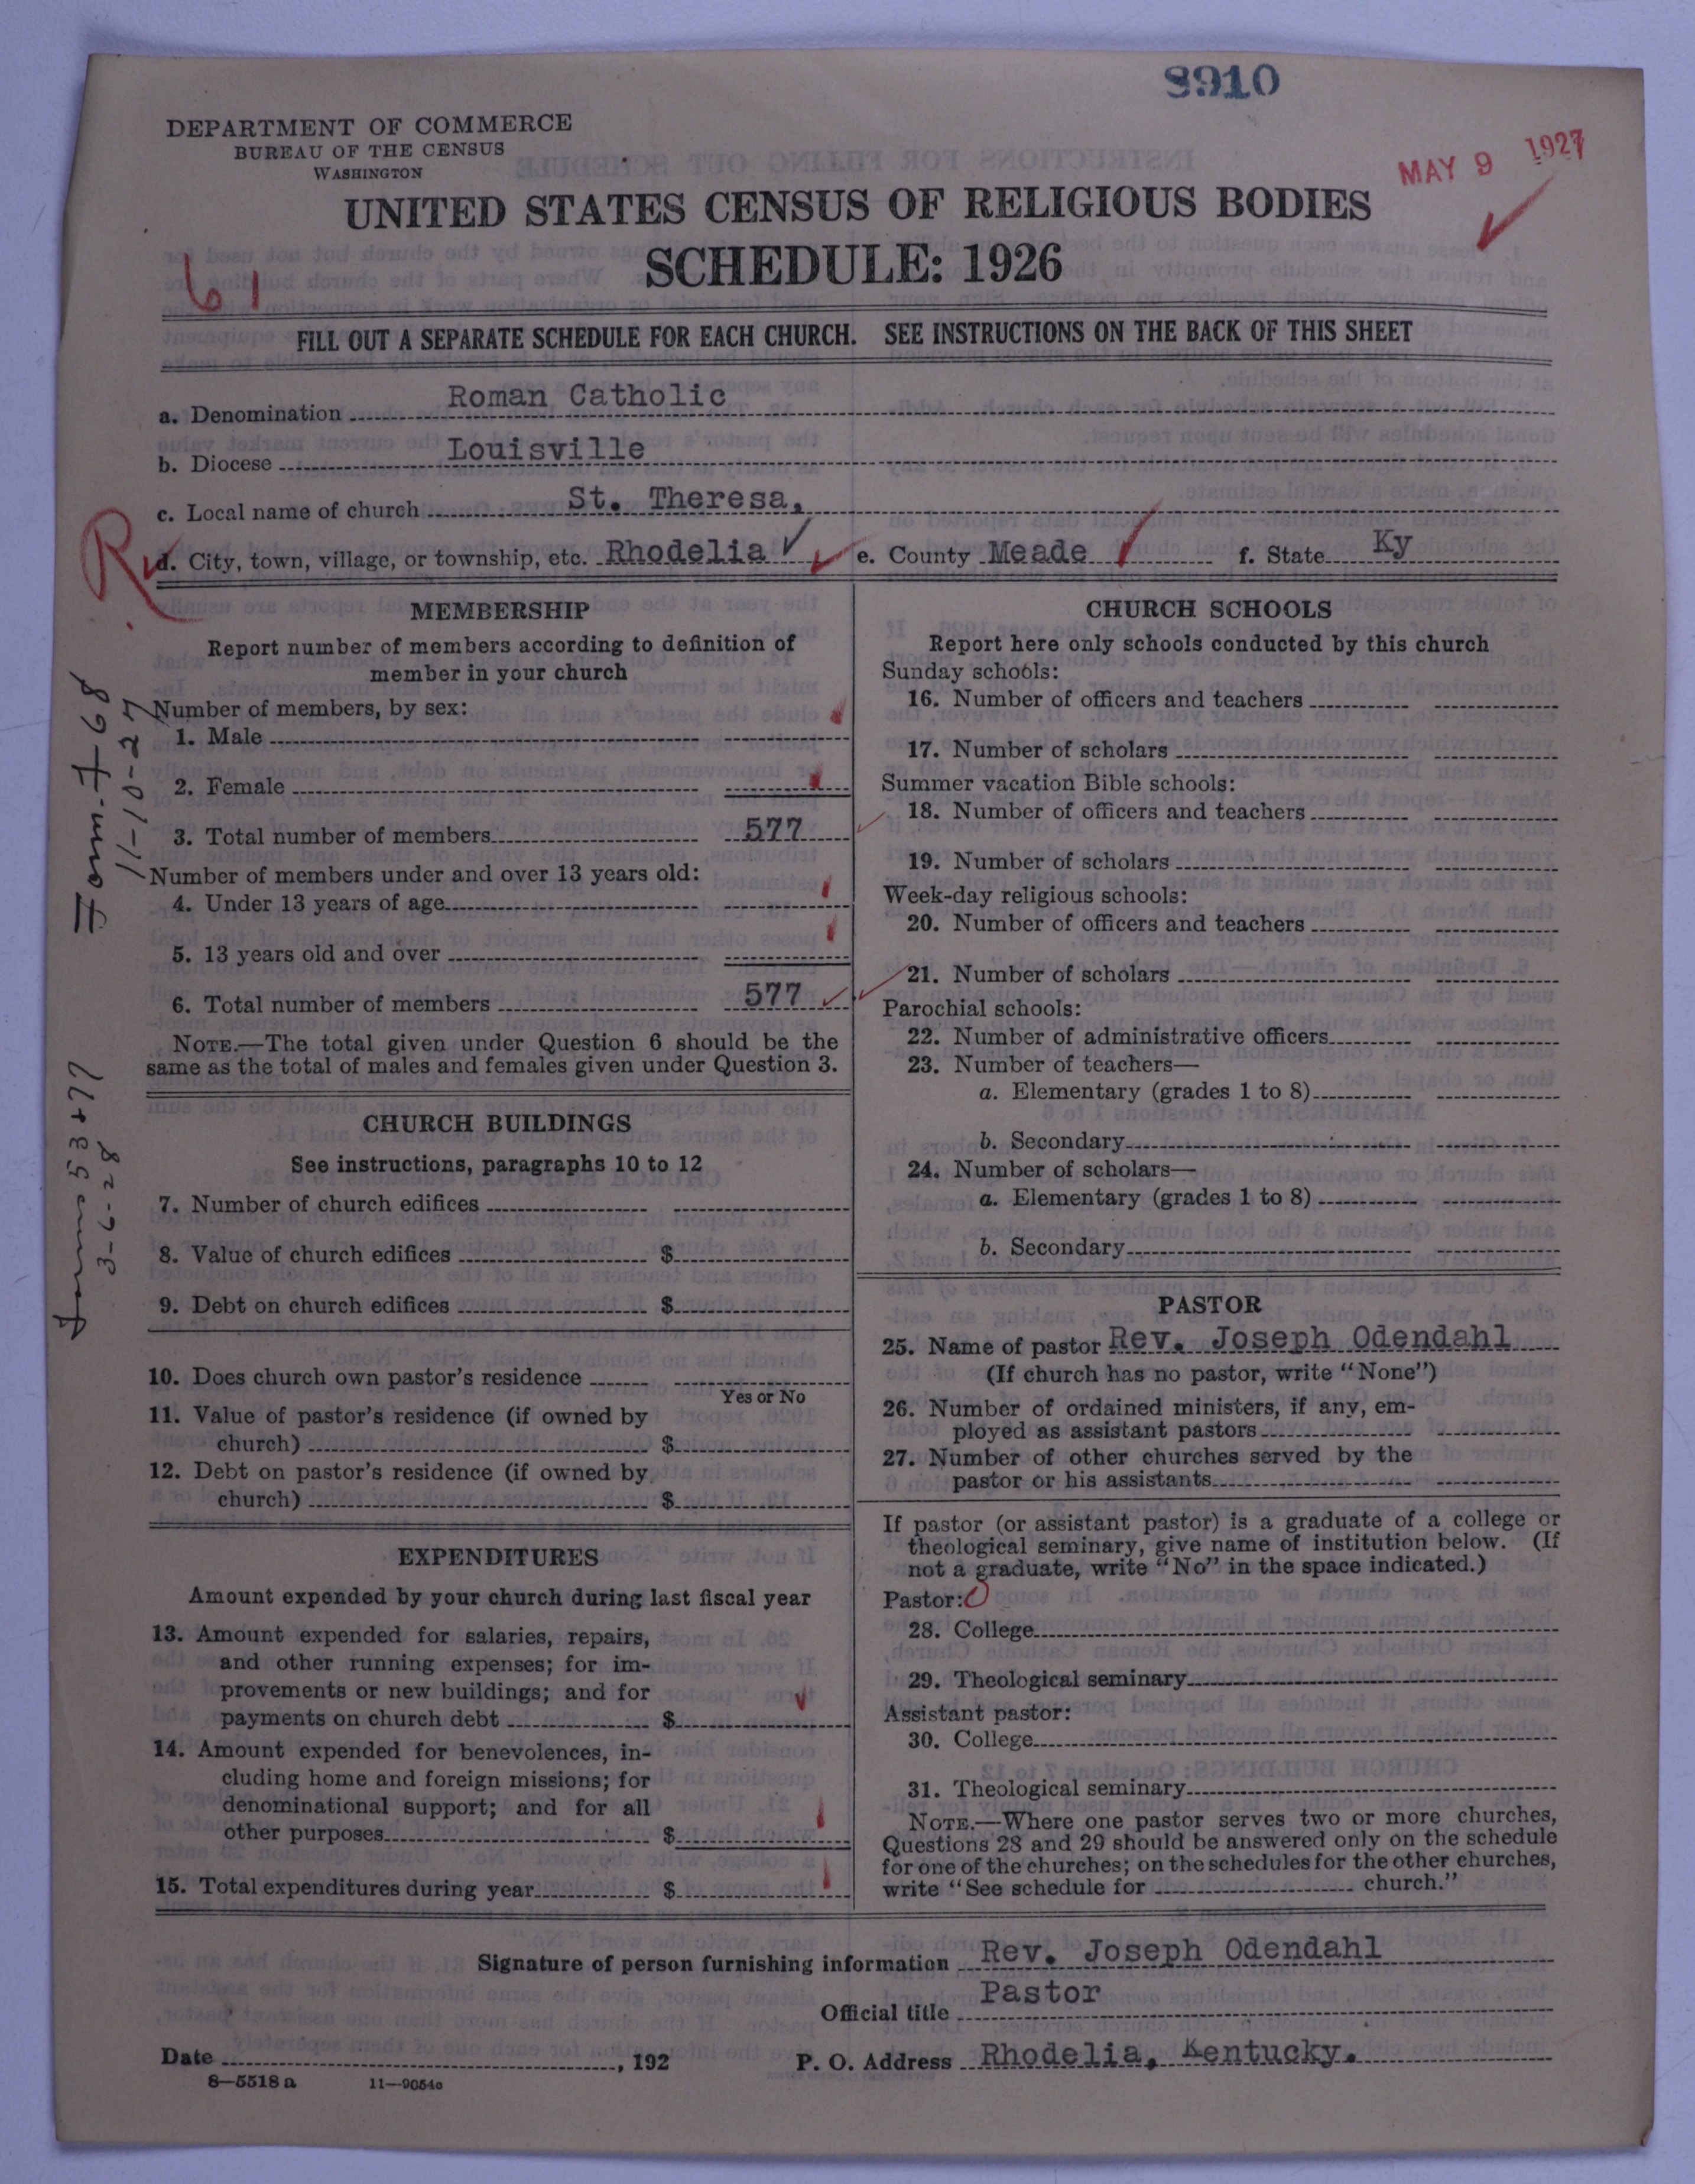 8910
DEPARTMENT OF COMMERCE
BUREAU OF THE CENSUS
WASHINGTON
MAY 9 1927
UNITED STATES CENSUS OF RELIGIOUS BODIES
SCHEDULE: 1926
61
FILL OUT A SEPARATE SCHEDULE FOR EACH CHURCH. SEE INSTRUCTIONS ON THE BACK OF THIS SHEET
a. Denomination Roman Catholic
b. Diocese Louisville
c. Local name of church St. Theresa,
R
d. City, town, village, or township, etc. Rhodelia e. County Meade f. State Ky
MEMBERSHIP
Report number of members according to definition of
member in your church
Number of members, by sex:
1. Male
2. Female
3. Total number of members 577
Number of members under and over 13 years old:
4. Under 13 years of age
5. 13 years old and over
6. Total number of members 577
NOTE.—The total given under Question 6 should be the
same as the total of males and females given under Question 3.
Form 7-68
11-10-27
53+77
3-6-28
CHURCH BUILDINGS
See instructions, paragraphs 10 to 12
7. Number of church edifices
8. Value of church edifices $
9. Debt on church edifices $
10. Does church own pastor's residence
Yes or No
11. Value of pastor's residence (if owned by
church) $
12. Debt on pastor's residence (if owned by
church) $
EXPENDITURES
Amount expended by your church during last fiscal year
13. Amount expended for salaries, repairs,
and other running expenses; for im-
provements or new buildings; and for
payments on church debt $
14. Amount expended for benevolences, in-
cluding home and foreign missions; for
denominational support; and for all
other purposes $
15. Total expenditures during year $
CHURCH SCHOOLS
Report here only schools conducted by this church
Sunday schools:
16. Number of officers and teachers
17. Number of scholars
Summer vacation Bible schools:
18. Number of officers and teachers
19. Number of scholars
Week-day religious schools:
20. Number of officers and teachers
21. Number of scholars
Parochial schools:
22. Number of administrative officers
23. Number of teachers—
a. Elementary (grades 1 to 8)
b. Secondary
24. Number of scholars—
a. Elementary (grades 1 to 8)
b. Secondary
PASTOR
25. Name of pastor Rev. Joseph Odendahl
(If church has no pastor, write "None")
26. Number of ordained ministers, if any, em-
ployed as assistant pastors
27. Number of other churches served by the
pastor or his assistants
If pastor (or assistant pastor) is a graduate of a college or
theological seminary, give name of institution below. (If
not a graduate, write "No" in the space indicated.)
Pastor:
28. College
29. Theological seminary
Assistant pastor:
30. College
31. Theological seminary
NOTE.—Where one pastor serves two or more churches,
Questions 28 and 29 should be answered only on the schedule
for one of the churches; on the schedules for the other churches,
write "See schedule for church."
Signature of person furnishing information Rev. Joseph Odendahl
Official title Pastor
Date , 192 P. O. Address Rhodelia, Kentucky.
8—5518 a 11—9054c